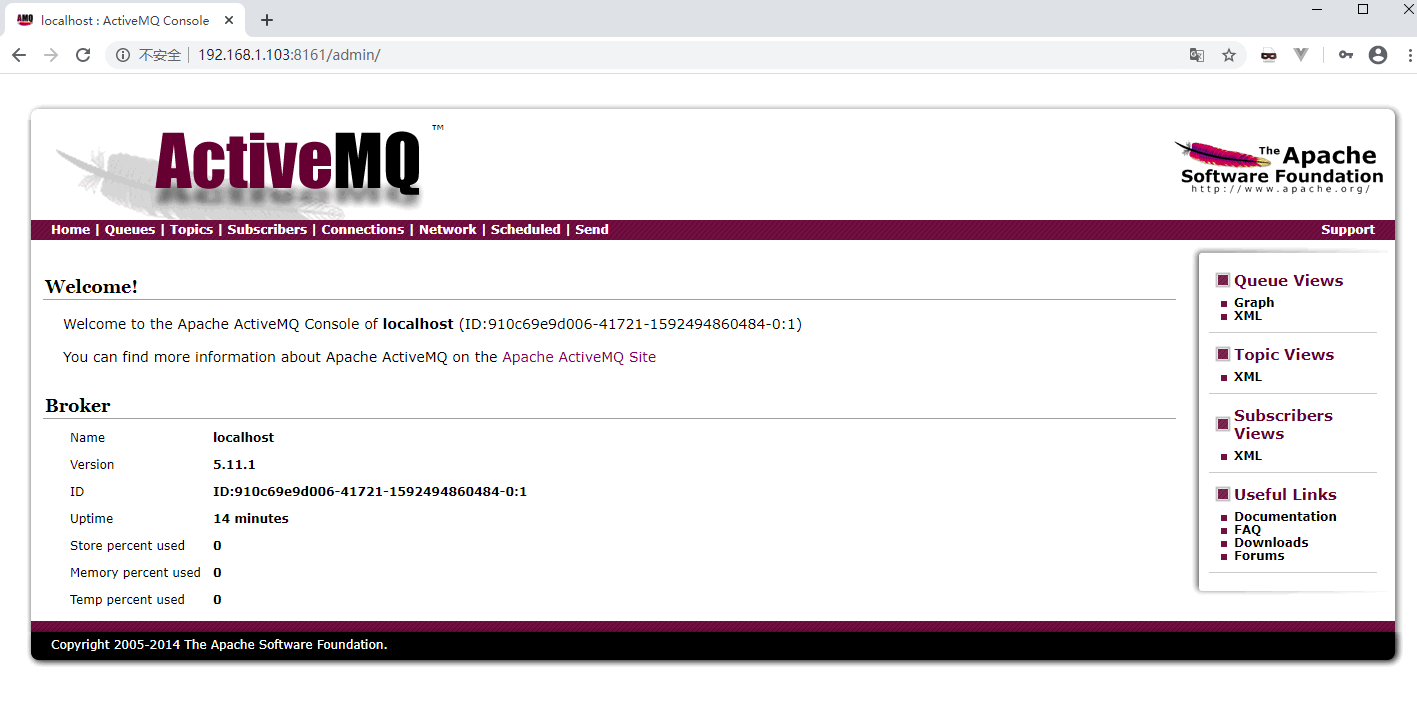 AMQ localhost : ActiveMQ Console
不安全 192.168.1.103:8161/admin/
ActiveMQ TM
The Apache
Software Foundation
http://www.apache.org/
Home | Queues | Topics | Subscribers | Connections | Network | Scheduled | Send Support
Welcome!
Welcome to the Apache ActiveMQ Console of localhost (ID:910c69e9d006-41721-1592494860484-0:1)
You can find more information about Apache ActiveMQ on the Apache ActiveMQ Site
Broker
Name localhost
Version 5.11.1
ID ID:910c69e9d006-41721-1592494860484-0:1
Uptime 14 minutes
Store percent used 0
Memory percent used 0
Temp percent used 0
Queue Views
Graph
XML
Topic Views
XML
Subscribers
Views
XML
Useful Links
Documentation
FAQ
Downloads
Forums
Copyright 2005-2014 The Apache Software Foundation.